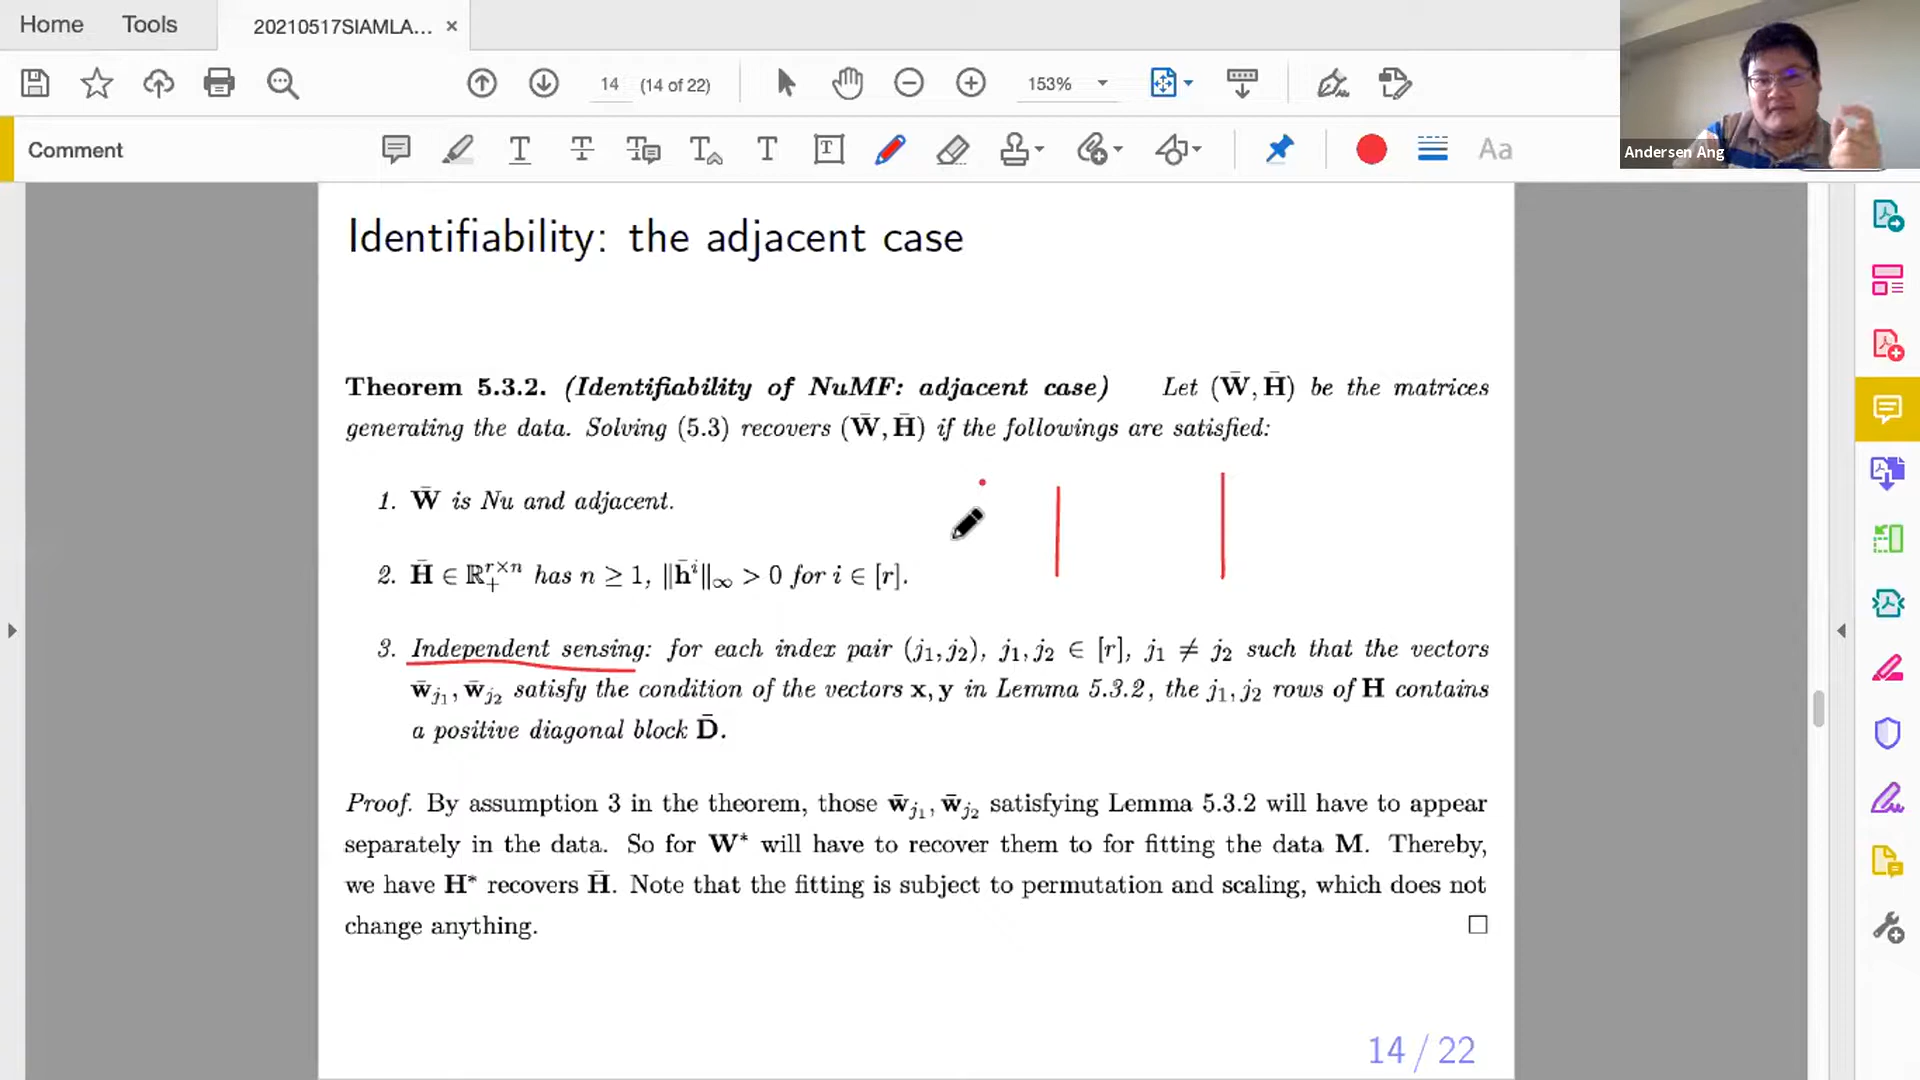 Home Tools 20210517SIAMLA... ×
14 (14 of 22) 153%
Andersen Ang
Comment
Aa
Identifiability: the adjacent case
Theorem 5.3.2. (Identifiability of NuMF: adjacent case) Let (W̄, H̄) be the matrices
generating the data. Solving (5.3) recovers (W̄, H̄) if the followings are satisfied:
1. W̄ is Nu and adjacent.
2. H̄ ∈ ℝ₊^{r×n} has n ≥ 1, ‖h̄^i‖_∞ > 0 for i ∈ [r].
3. Independent sensing: for each index pair (j₁, j₂), j₁, j₂ ∈ [r], j₁ ≠ j₂ such that the vectors
w̄_{j₁}, w̄_{j₂} satisfy the condition of the vectors x, y in Lemma 5.3.2, the j₁, j₂ rows of H contains
a positive diagonal block D̄.
Proof. By assumption 3 in the theorem, those w̄_{j₁}, w̄_{j₂} satisfying Lemma 5.3.2 will have to appear
separately in the data. So for W* will have to recover them to for fitting the data M. Thereby,
we have H* recovers H̄. Note that the fitting is subject to permutation and scaling, which does not
change anything. □
14 / 22